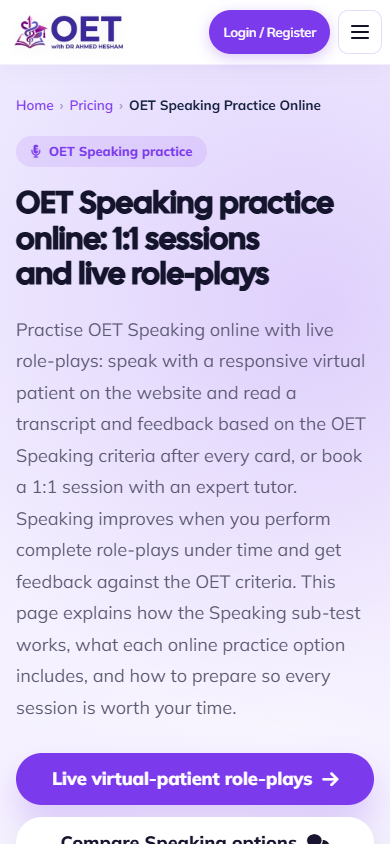 OET
with DR AHMED HESHAM
Login / Register
Home › Pricing › OET Speaking Practice Online
OET Speaking practice
OET Speaking practice
online: 1:1 sessions
and live role-plays
Practise OET Speaking online with live
role-plays: speak with a responsive virtual
patient on the website and read a
transcript and feedback based on the OET
Speaking criteria after every card, or book
a 1:1 session with an expert tutor.
Speaking improves when you perform
complete role-plays under time and get
feedback against the OET criteria. This
page explains how the Speaking sub-test
works, what each online practice option
includes, and how to prepare so every
session is worth your time.
Live virtual-patient role-plays →
Compare Speaking options